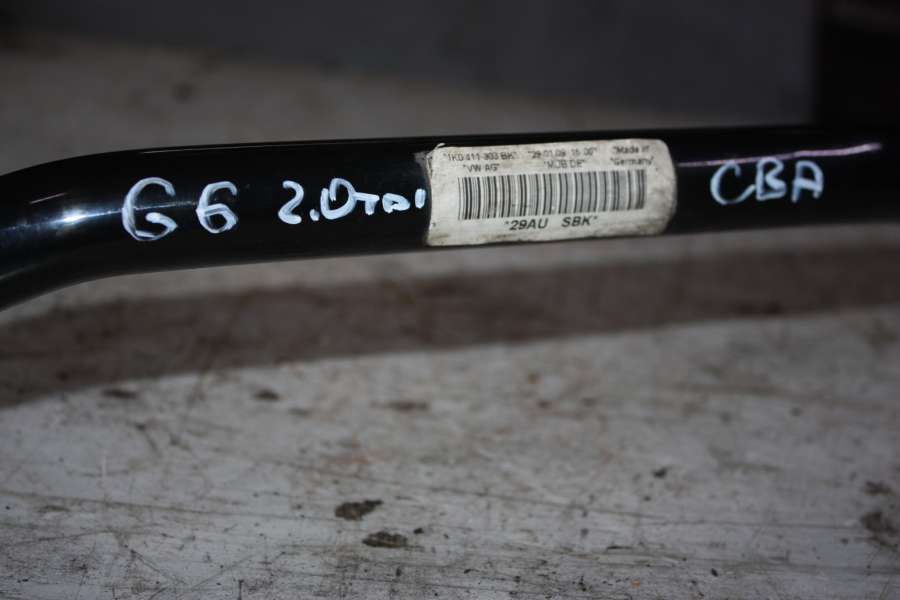 G6 2.0TDI
"1K0 411 303 BK" "29.01.09 15:00" "Made in
"VW AG" "MUB DE" "Germany"
"29AU SBK"
CBA